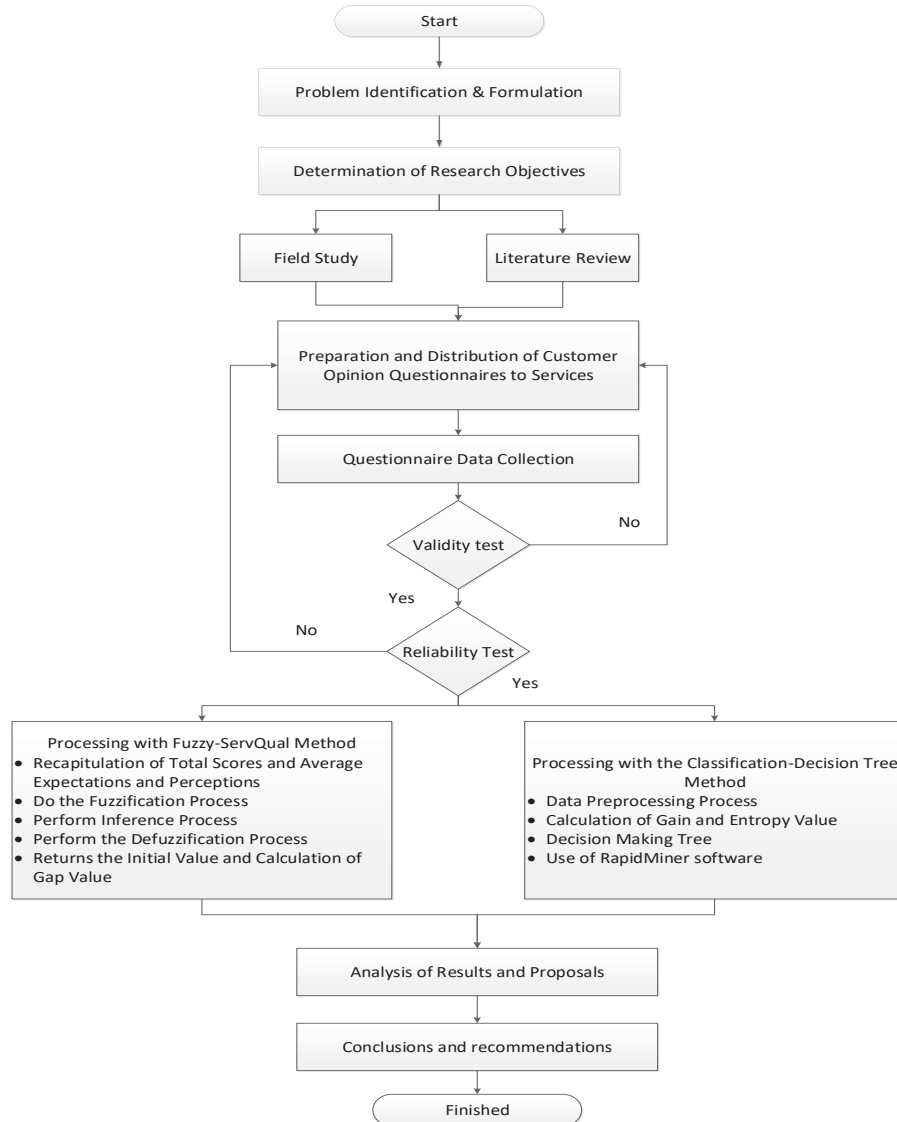 Start
Problem Identification & Formulation
Determination of Research Objectives
Field Study
Literature Review
Preparation and Distribution of Customer
Opinion Questionnaires to Services
Questionnaire Data Collection
Validity test
No
Yes
No
Reliability Test
Yes
Processing with Fuzzy-ServQual Method
• Recapitulation of Total Scores and Average
Expectations and Perceptions
• Do the Fuzzification Process
• Perform Inference Process
• Perform the Defuzzification Process
• Returns the Initial Value and Calculation of
Gap Value
Processing with the Classification-Decision Tree
Method
• Data Preprocessing Process
• Calculation of Gain and Entropy Value
• Decision Making Tree
• Use of RapidMiner software
Analysis of Results and Proposals
Conclusions and recommendations
Finished